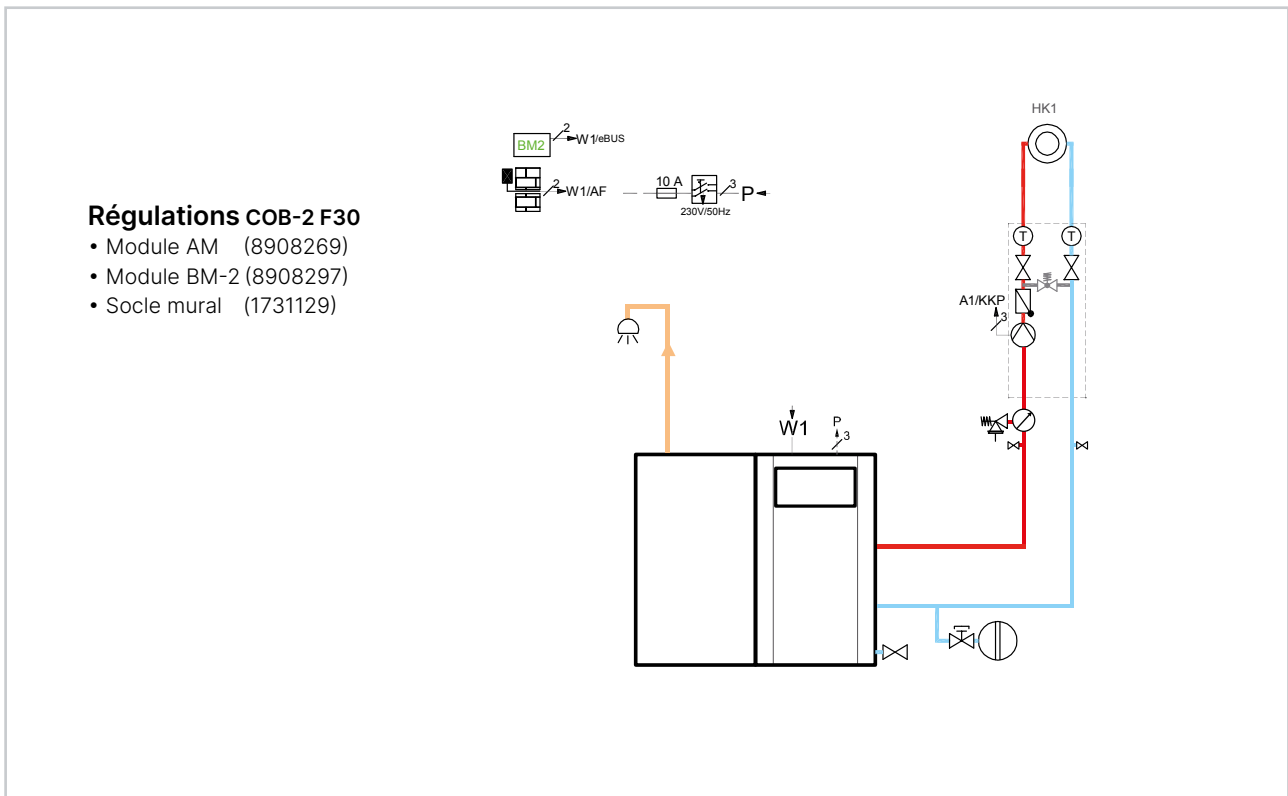 Régulations COB-2 F30
• Module AM (8908269)
• Module BM-2 (8908297)
• Socle mural (1731129)
BM2
2
W1/eBUS
2
W1/AF
10 A
230V/50Hz
3
P
HK1
T
T
A1/KKP
3
W1
P
3